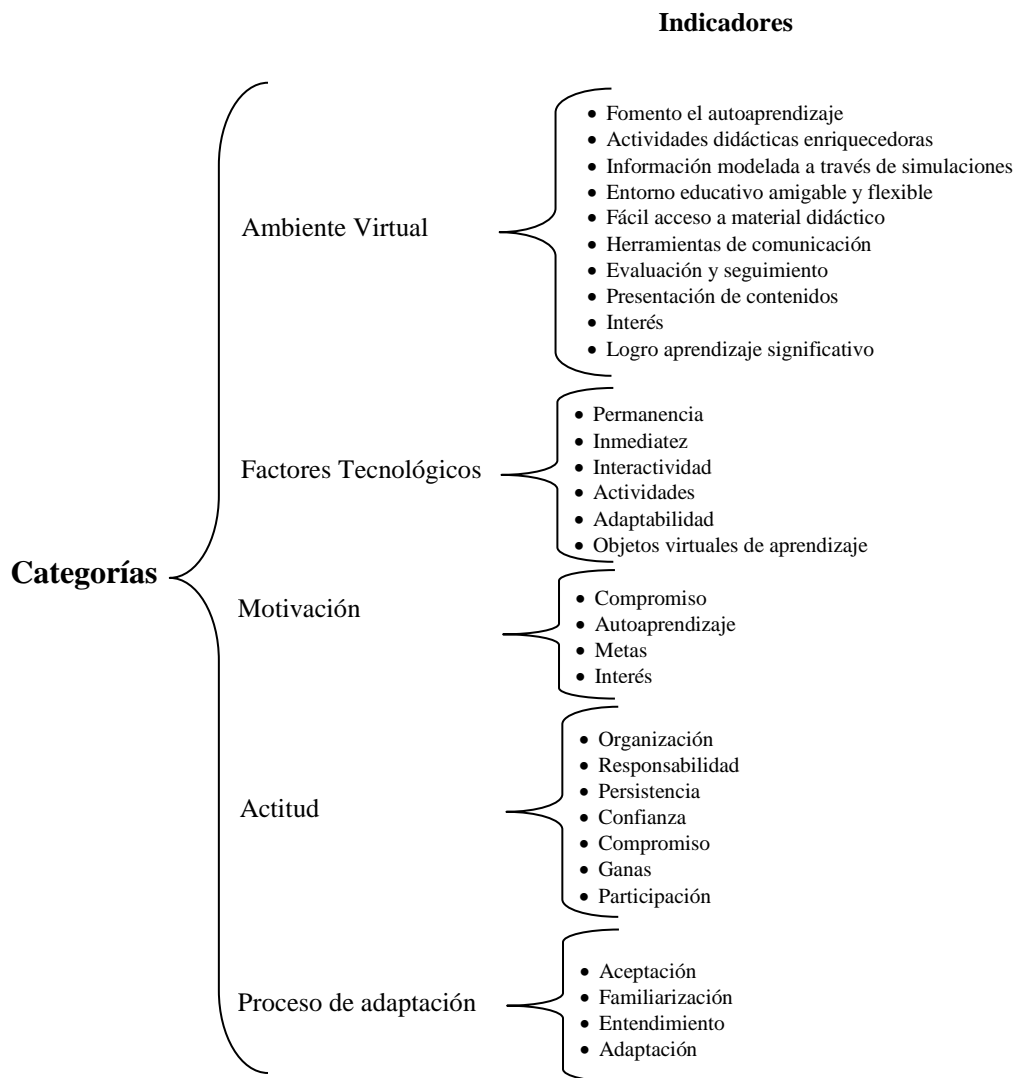 Indicadores
• Fomento el autoaprendizaje
• Actividades didácticas enriquecedoras
• Información modelada a través de simulaciones
• Entorno educativo amigable y flexible
• Fácil acceso a material didáctico
• Herramientas de comunicación
• Evaluación y seguimiento
• Presentación de contenidos
• Interés
• Logro aprendizaje significativo
Ambiente Virtual
• Permanencia
• Inmediatez
• Interactividad
• Actividades
• Adaptabilidad
• Objetos virtuales de aprendizaje
Factores Tecnológicos
Categorías
• Compromiso
• Autoaprendizaje
• Metas
• Interés
Motivación
• Organización
• Responsabilidad
• Persistencia
• Confianza
• Compromiso
• Ganas
• Participación
Actitud
• Aceptación
• Familiarización
• Entendimiento
• Adaptación
Proceso de adaptación